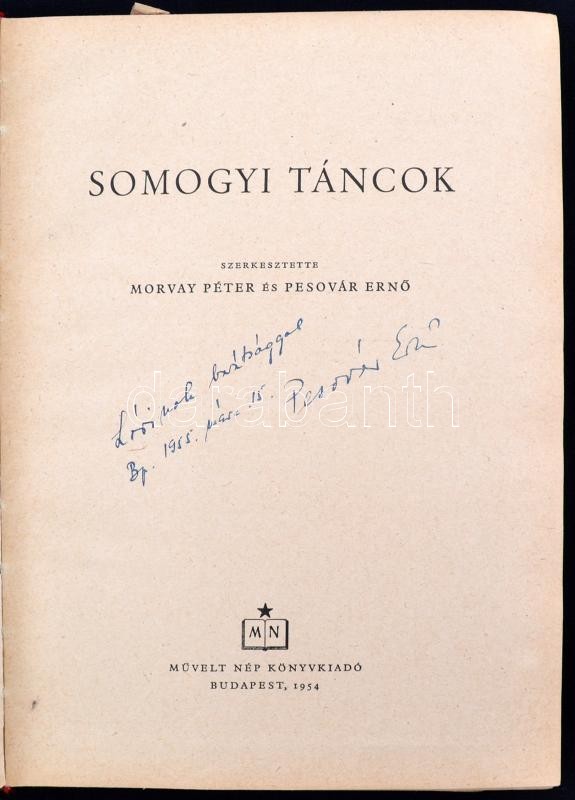 SOMOGYI TÁNCOK
SZERKESZTETTE
MORVAY PÉTER ÉS PESOVÁR ERNŐ
barátsággal
Bp. 1955. márc. 15. Pesovár Ernő
darabanth
M N
MŰVELT NÉP KÖNYVKIADÓ
BUDAPEST, 1954